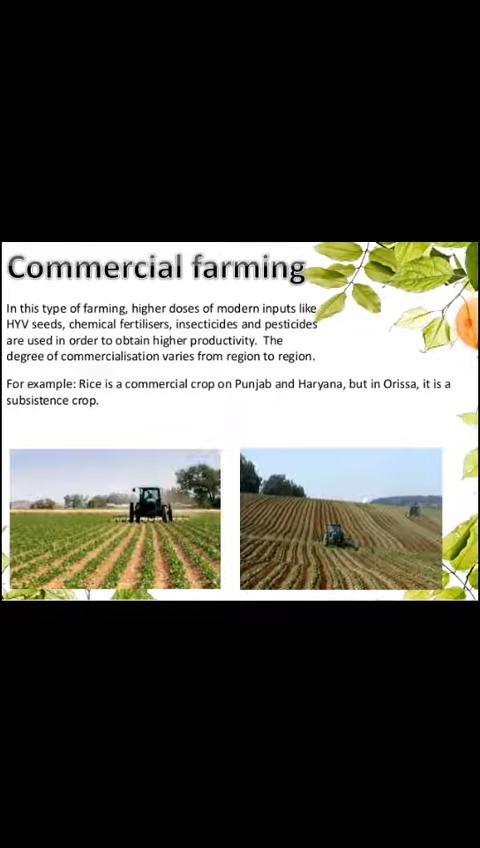 Commercial farming
In this type of farming, higher doses of modern inputs like
HYV seeds, chemical fertilisers, insecticides and pesticides
are used in order to obtain higher productivity.  The
degree of commercialisation varies from region to region.
For example: Rice is a commercial crop on Punjab and Haryana, but in Orissa, it is a
subsistence crop.